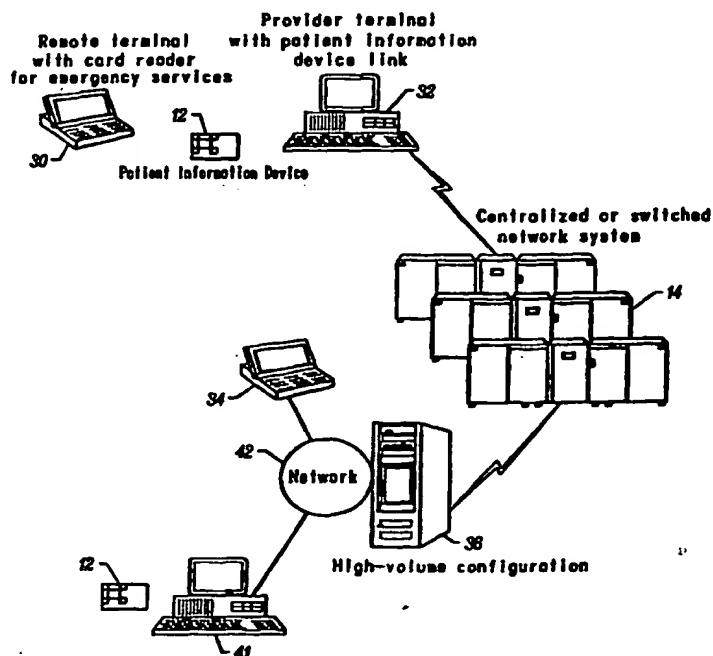 Provider terminal
with patient information
device link
Remote terminal
with card reader
for emergency services
32
12
30
Patient Information Device
Centralized or switched
network system
14
34
42
Network
36
High-volume configuration
12
41